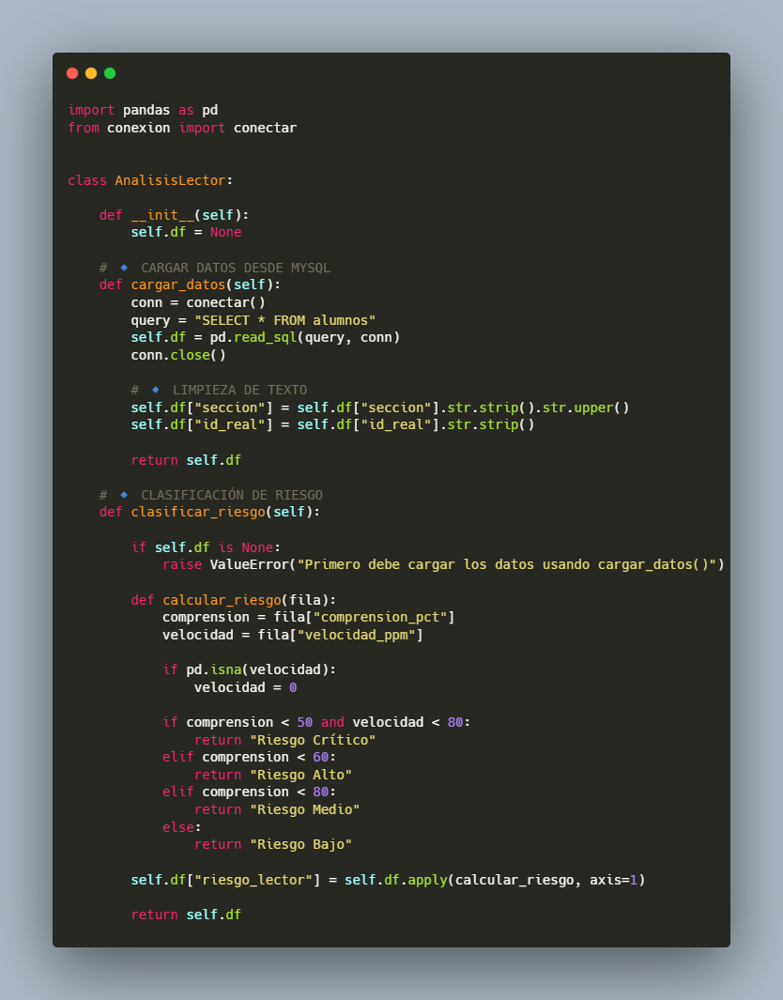 import pandas as pd
from conexion import conectar
class AnalisisLector:
    def __init__(self):
        self.df = None
    # 🔹 CARGAR DATOS DESDE MYSQL
    def cargar_datos(self):
        conn = conectar()
        query = "SELECT * FROM alumnos"
        self.df = pd.read_sql(query, conn)
        conn.close()
        # 🔹 LIMPIEZA DE TEXTO
        self.df["seccion"] = self.df["seccion"].str.strip().str.upper()
        self.df["id_real"] = self.df["id_real"].str.strip()
        return self.df
    # 🔹 CLASIFICACIÓN DE RIESGO
    def clasificar_riesgo(self):
        if self.df is None:
            raise ValueError("Primero debe cargar los datos usando cargar_datos()")
        def calcular_riesgo(fila):
            comprension = fila["comprension_pct"]
            velocidad = fila["velocidad_ppm"]
            if pd.isna(velocidad):
                velocidad = 0
            if comprension < 50 and velocidad < 80:
                return "Riesgo Crítico"
            elif comprension < 60:
                return "Riesgo Alto"
            elif comprension < 80:
                return "Riesgo Medio"
            else:
                return "Riesgo Bajo"
        self.df["riesgo_lector"] = self.df.apply(calcular_riesgo, axis=1)
        return self.df